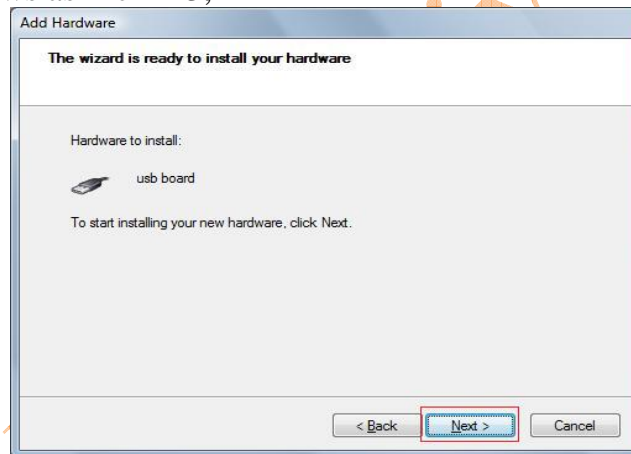 Add Hardware
The wizard is ready to install your hardware
Hardware to install:
usb board
To start installing your new hardware, click Next.
< Back Next > Cancel